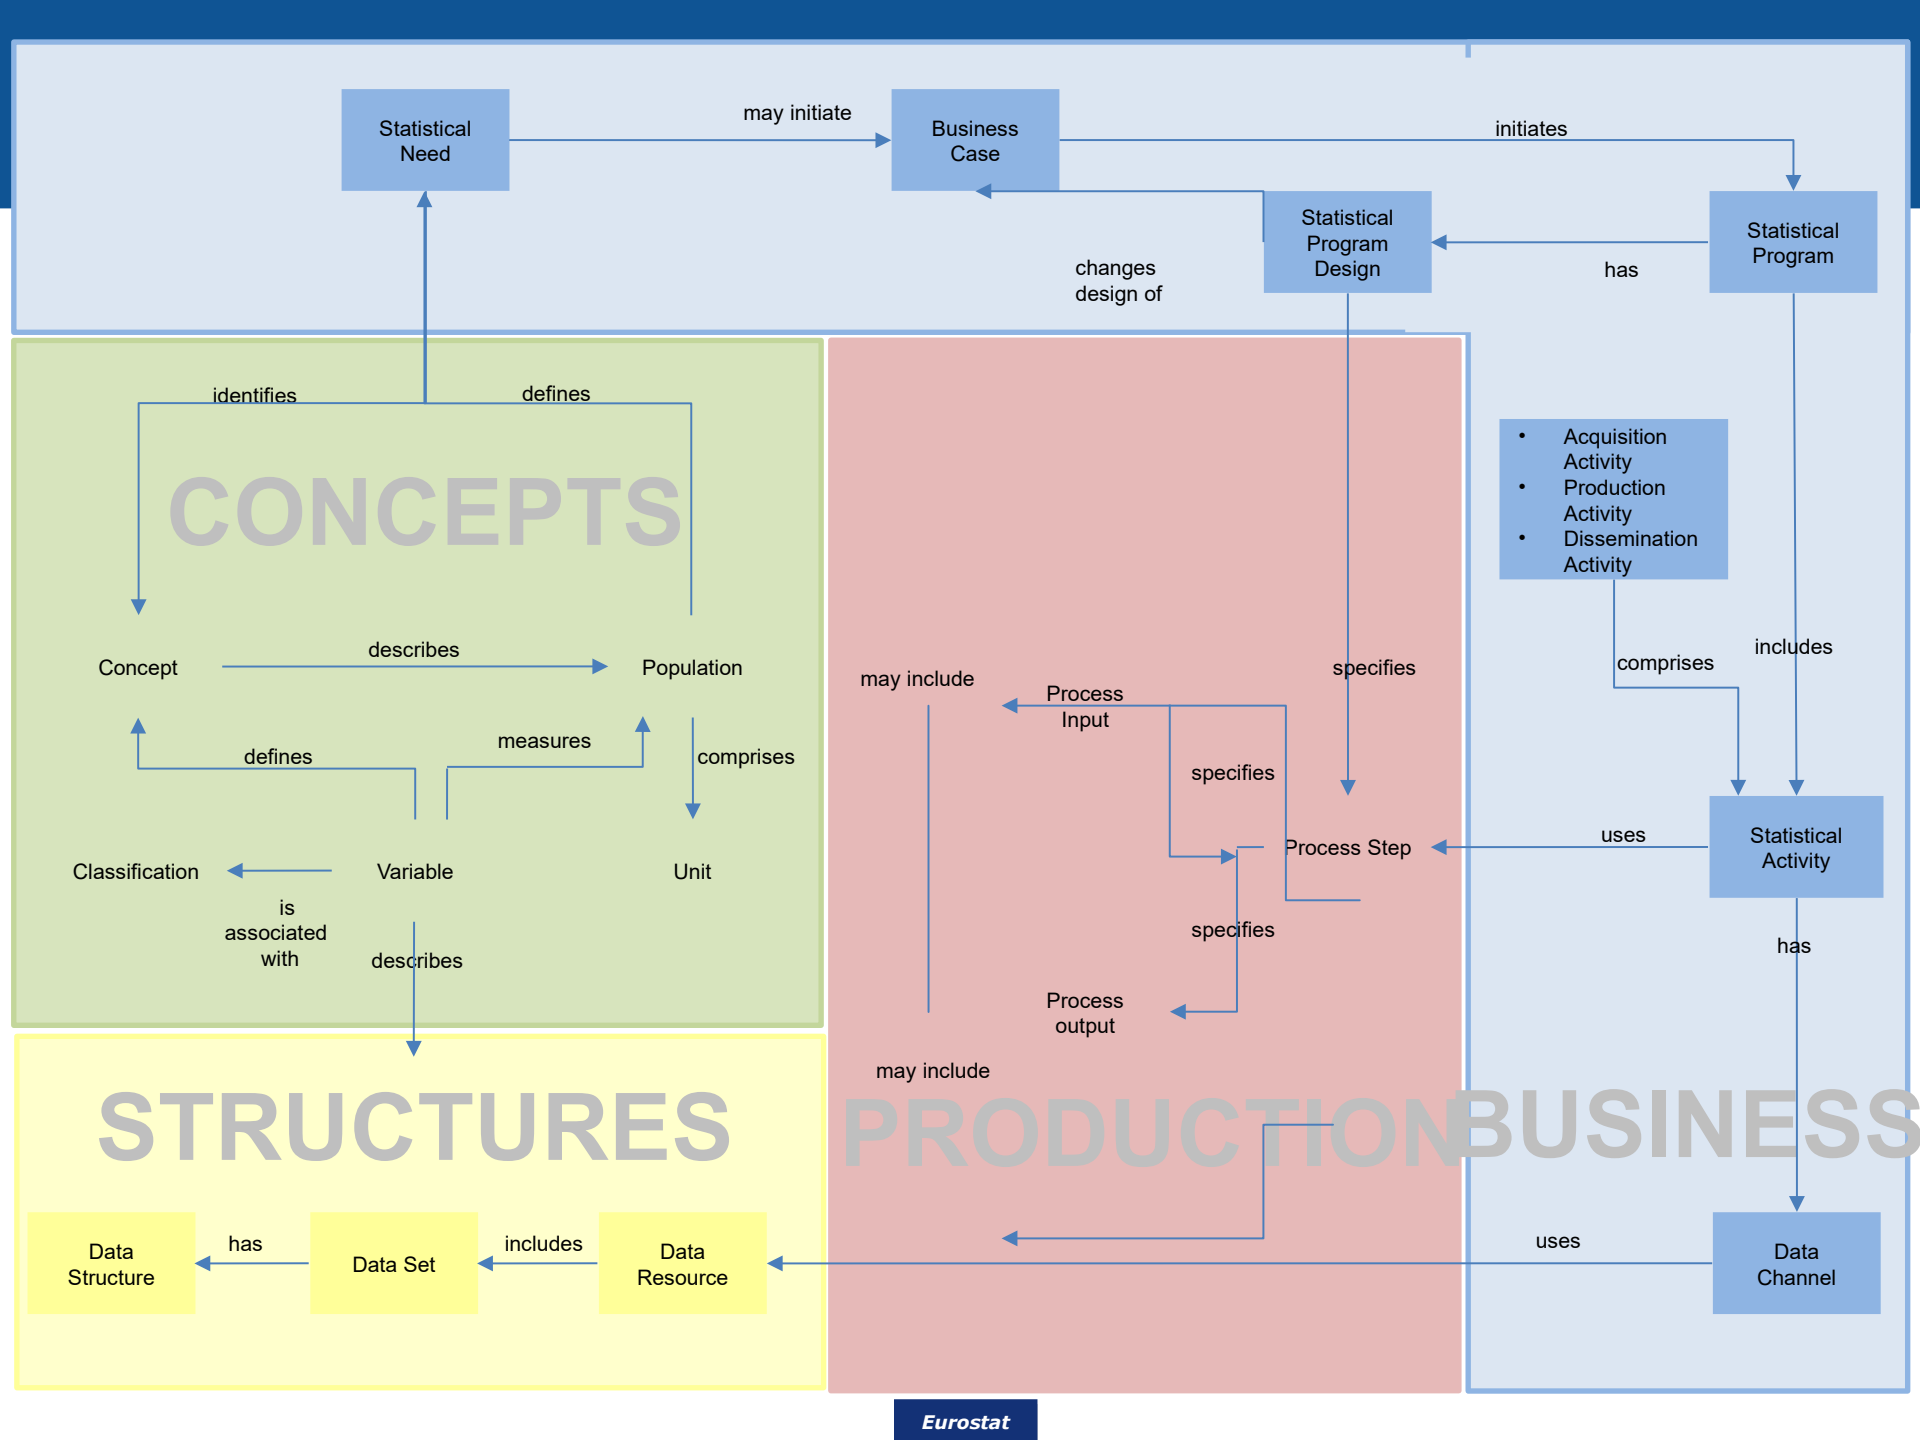 may initiate
Statistical
Need
Business
Case
initiates
Statistical
Program
Design
Statistical
Program
changes
design of
has
identifies
defines
Acquisition
Activity
Production
Activity
Dissemination
Activity
CONCEPTS
describes
Concept
Population
may include
Process
Input
specifies
comprises
includes
defines
measures
comprises
specifies
Classification
Variable
Unit
Process Step
uses
Statistical
Activity
is
associated
with
describes
specifies
has
Process
output
may include
STRUCTURES
PRODUCTION
BUSINESS
Data
Structure
has
Data Set
includes
Data
Resource
uses
Data
Channel
Eurostat